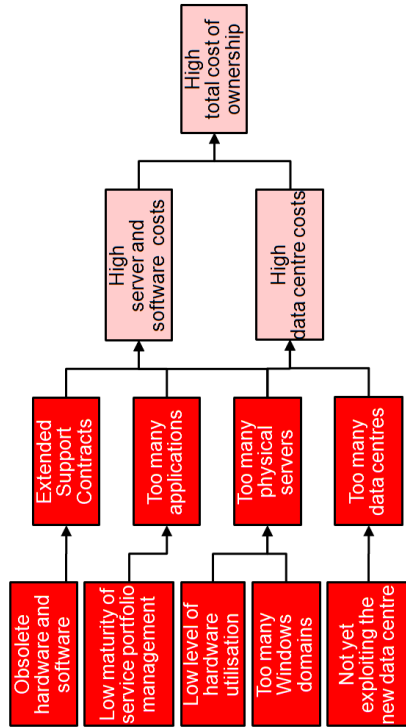 High
total cost of
ownership
High
server and
software costs
High
data centre costs
Extended
Support
Contracts
Too many
applications
Too many
physical
servers
Too many
data centres
Obsolete
hardware and
software
Low maturity of
service portfolio
management
Low level of
hardware
utilisation
Too many
Windows
domains
Not yet
exploiting the
new data centre